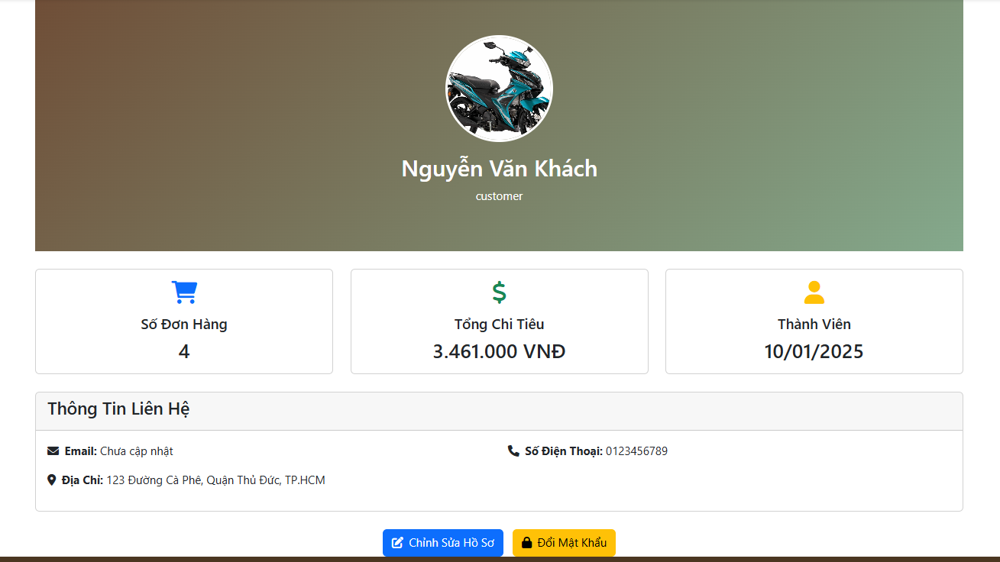 Nguyễn Văn Khách
customer
Số Đơn Hàng
4
Tổng Chi Tiêu
3.461.000 VNĐ
Thành Viên
10/01/2025
Thông Tin Liên Hệ
Email: Chưa cập nhật
Số Điện Thoại: 0123456789
Địa Chỉ: 123 Đường Cà Phê, Quận Thủ Đức, TP.HCM
Chỉnh Sửa Hồ Sơ
Đổi Mật Khẩu